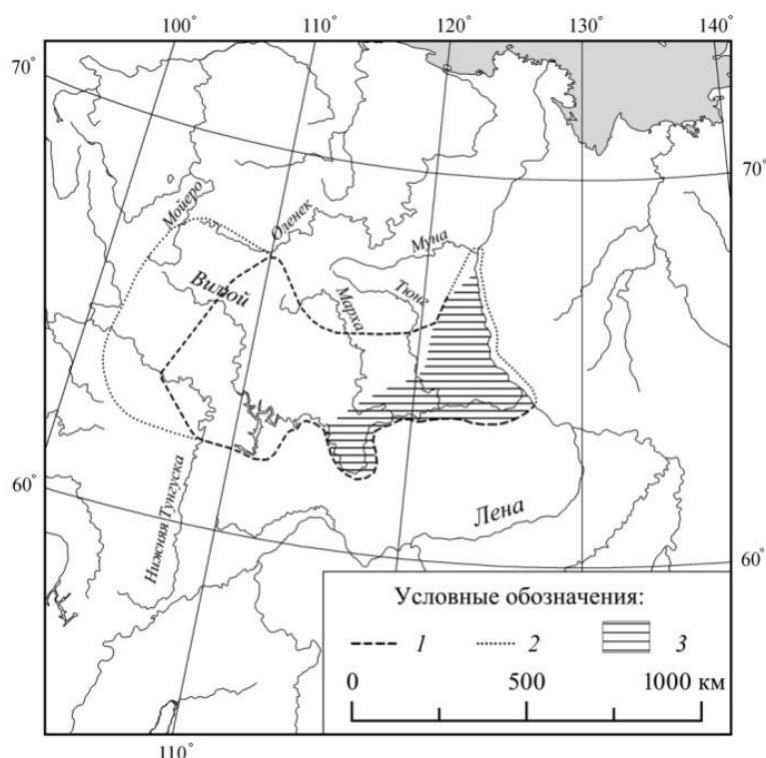 100° 110° 120° 130° 140°
70°
70°
Мойеро
Оленек
Муна
Вилюй
Тюнг
Марха
60°
Лена
Нижняя Тунгуска
60°
Условные обозначения:
1 2 3
0 500 1000 км
110°